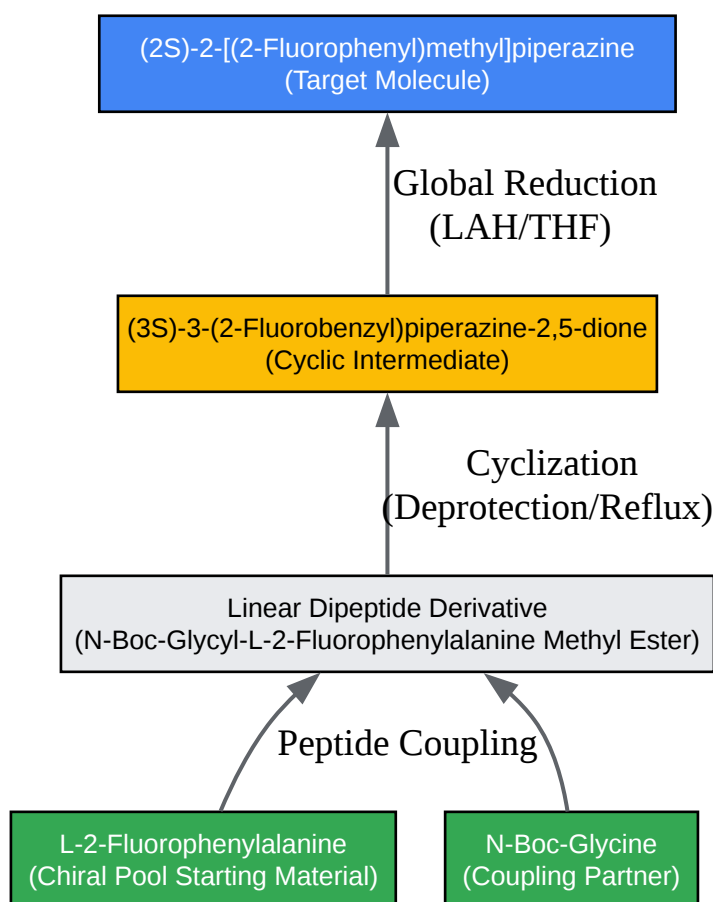 (2S)-2-[(2-Fluorophenyl)methyl]piperazine
(Target Molecule)
Global Reduction
(LAH/THF)
(3S)-3-(2-Fluorobenzyl)piperazine-2,5-dione
(Cyclic Intermediate)
Cyclization
(Deprotection/Reflux)
Linear Dipeptide Derivative
(N-Boc-Glycyl-L-2-Fluorophenylalanine Methyl Ester)
Peptide Coupling
L-2-Fluorophenylalanine
(Chiral Pool Starting Material)
N-Boc-Glycine
(Coupling Partner)